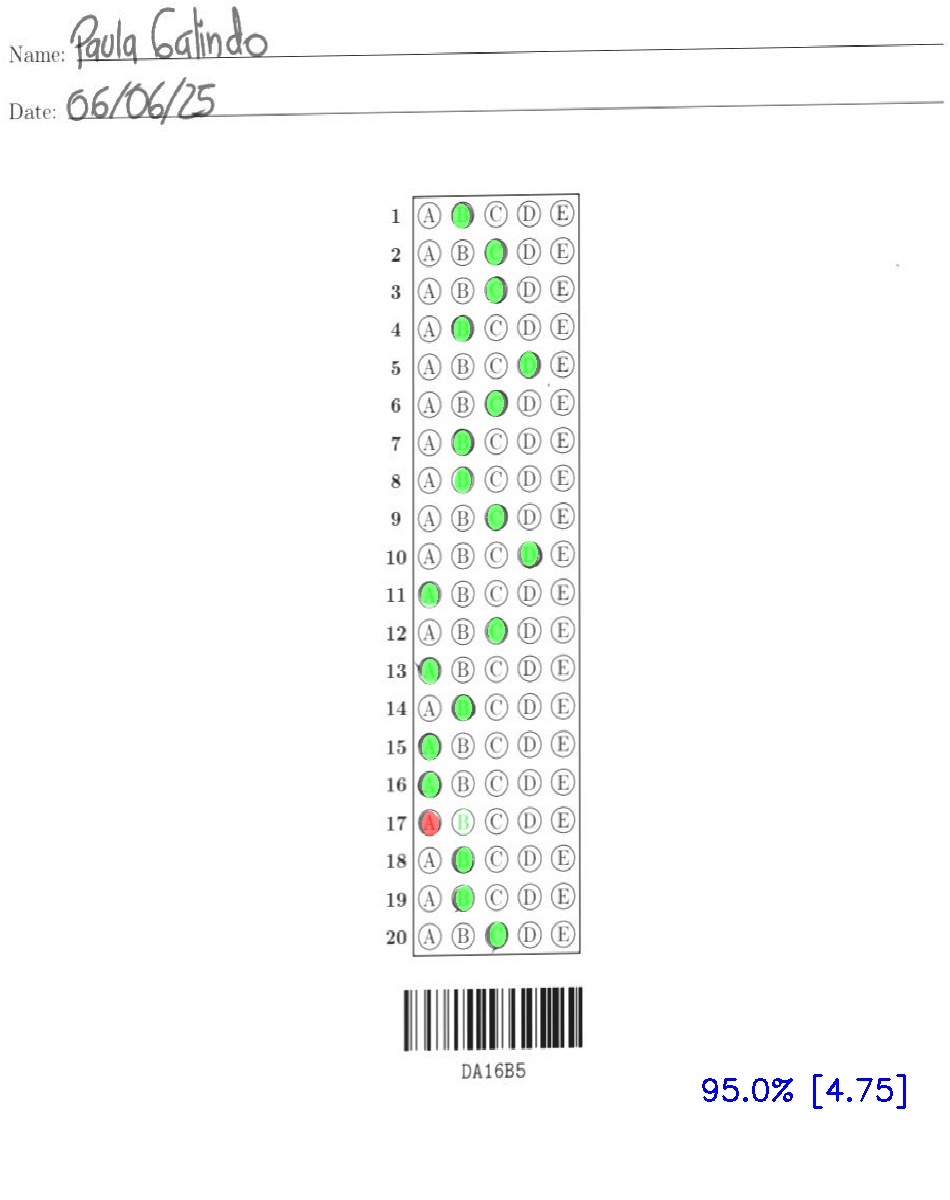 Name: Paula Galindo
Date: 06/06/25
1 A B C D E
2 A B C D E
3 A B C D E
4 A B C D E
5 A B C D E
6 A B C D E
7 A B C D E
8 A B C D E
9 A B C D E
10 A B C D E
11 A B C D E
12 A B C D E
13 A B C D E
14 A B C D E
15 A B C D E
16 A B C D E
17 A B C D E
18 A B C D E
19 A B C D E
20 A B C D E
DA16B5
95.0% [4.75]